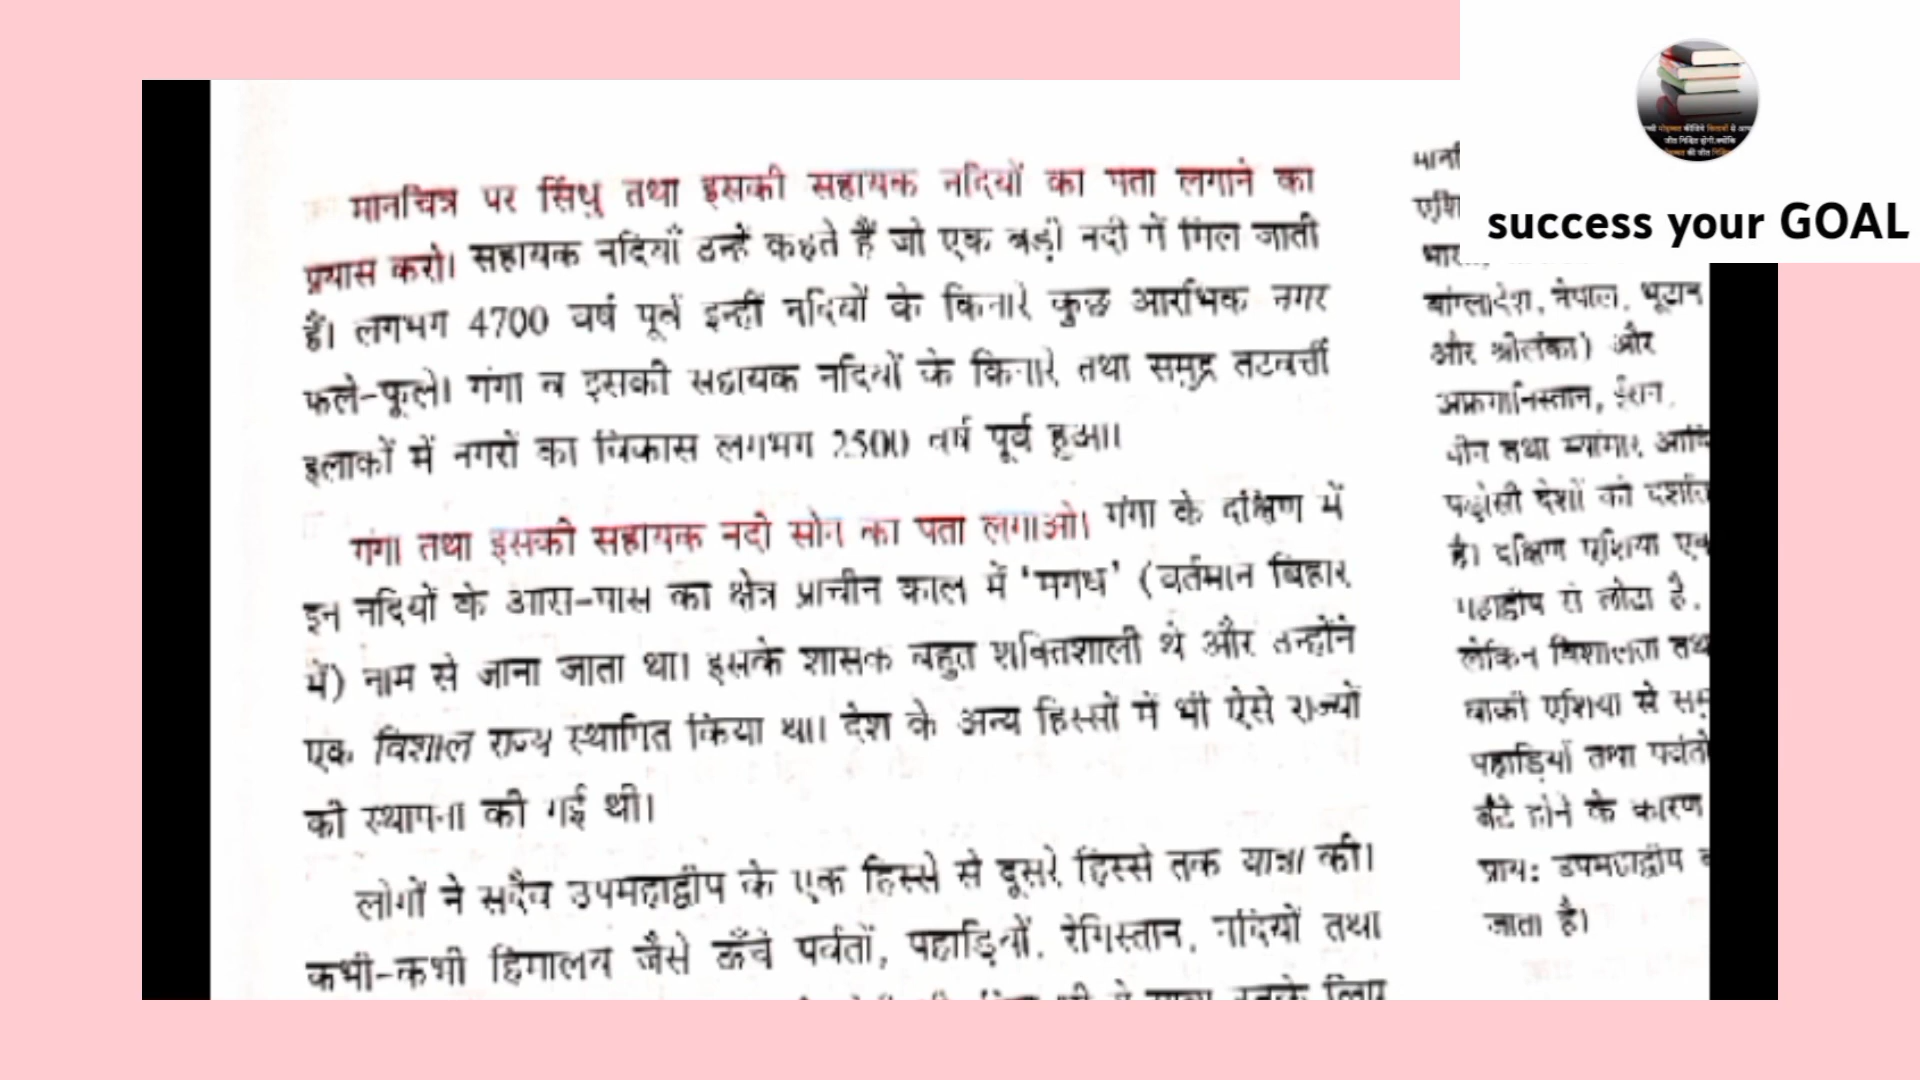 मानचित्र पर सिंधु तथा इसकी सहायक नदियों का पता लगाने का
प्रयास करो। सहायक नदियाँ उन्हें कहते हैं जो एक बड़ी नदी में मिल जाती
हैं। लगभग 4700 वर्ष पूर्व इन्हीं नदियों के किनारे कुछ आरंभिक नगर
फले-फूले। गंगा व इसकी सहायक नदियों के किनारे तथा समुद्र तटवर्ती
इलाकों में नगरों का विकास लगभग 2500 वर्ष पूर्व हुआ।
गंगा तथा इसकी सहायक नदी सोन का पता लगाओ। गंगा के दक्षिण में
इन नदियों के आस-पास का क्षेत्र प्राचीन काल में 'मगध' (वर्तमान बिहार
में) नाम से जाना जाता था। इसके शासक बहुत शक्तिशाली थे और उन्होंने
एक विशाल राज्य स्थापित किया था। देश के अन्य हिस्सों में भी ऐसे राज्यों
की स्थापना की गई थी।
लोगों ने सदैव उपमहाद्वीप के एक हिस्से से दूसरे हिस्से तक यात्रा की।
कभी-कभी हिमालय जैसे ऊँचे पर्वतों, पहाड़ियों, रेगिस्तान, नदियों तथा
बांग्लादेश, नेपाल, भूटान
और श्रीलंका) और
अफ़गानिस्तान, ईरान,
चीन तथा म्यांमार आदि
पड़ोसी देशों को
है। दक्षिण एशिया एक
महाद्वीप से छोटा है,
लेकिन विशालता
बाकी एशिया से
पहाड़ियों तथा
बँटे होने के कारण
प्राय: उपमहाद्वीप
जाता है।
success your GOAL